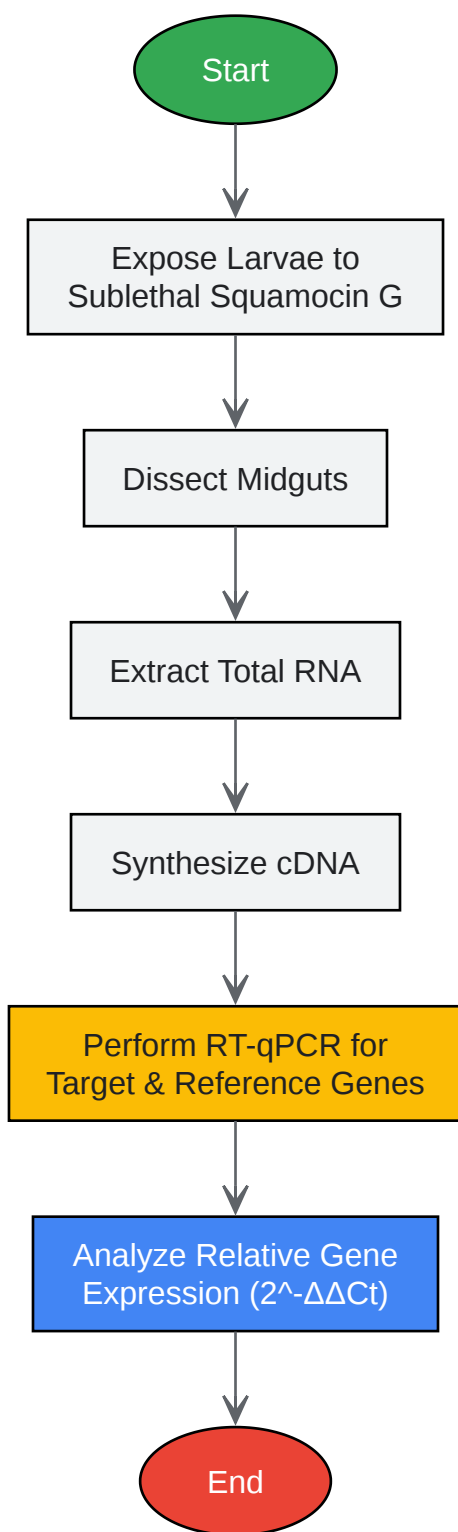 Start
Expose Larvae to
Sublethal Squamocin G
Dissect Midguts
Extract Total RNA
Synthesize cDNA
Perform RT-qPCR for
Target & Reference Genes
Analyze Relative Gene
Expression (2^-ΔΔCt)
End